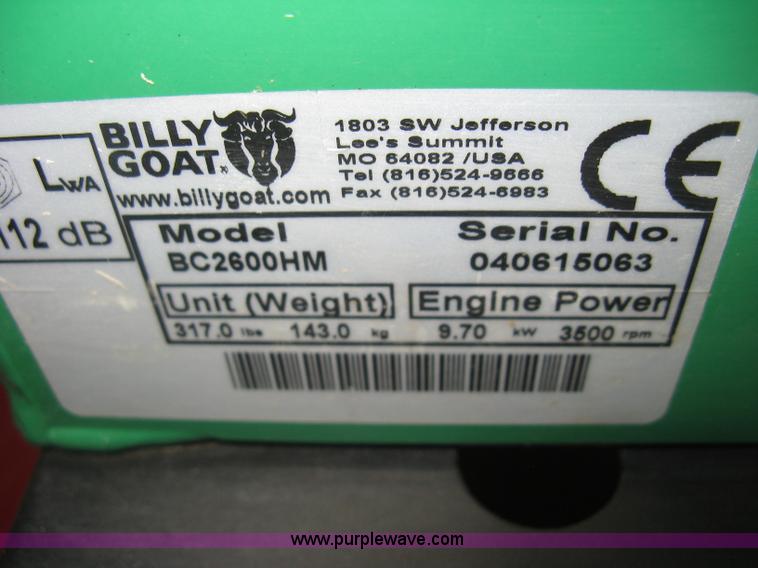 LWA
112 dB
BILLY
GOAT
www.billygoat.com
1803 SW Jefferson
Lee's Summit
MO 64082 /USA
Tel (816)524-9666
Fax (816)524-6983
CE
Model Serial No.
BC2600HM 040615063
Unit (Weight) Engine Power
317.0 lbs 143.0 kg 9.70 kW 3500 rpm
www.purplewave.com